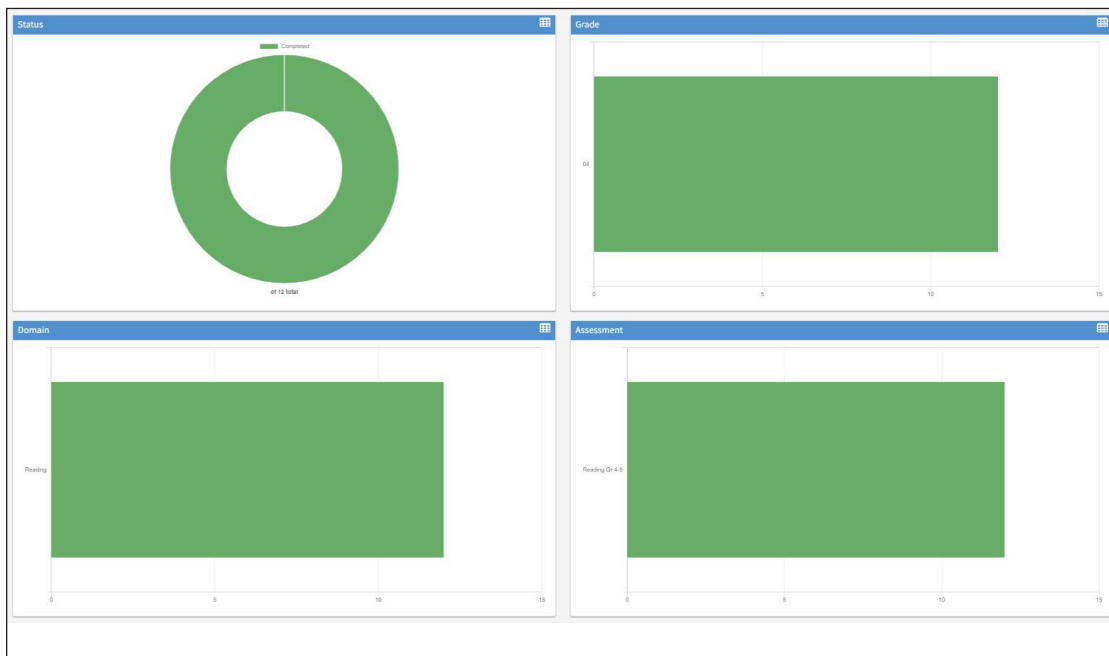 Status
Completed
of 12 total
Grade
04
0 5 10 15
Domain
Reading
0 5 10 15
Assessment
Reading Gr 4-5
0 5 10 15